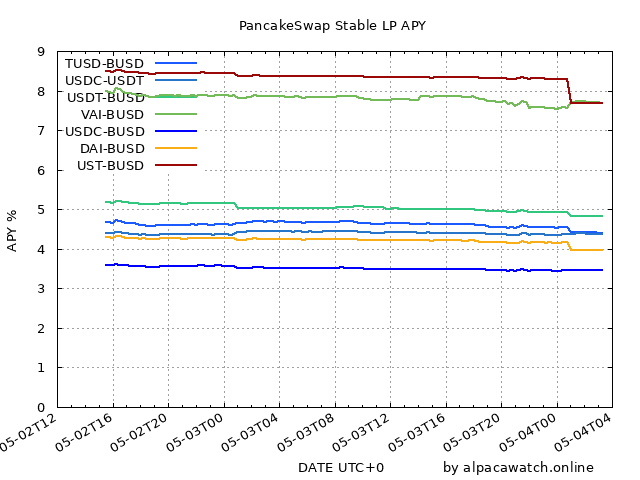 PancakeSwap Stable LP APY
9
8
7
6
5
4
3
2
1
0
APY %
TUSD-BUSD
USDC-USDT
USDT-BUSD
VAI-BUSD
USDC-BUSD
DAI-BUSD
UST-BUSD
05-02T12
05-02T16
05-02T20
05-03T00
05-03T04
05-03T08
05-03T12
05-03T16
05-03T20
05-04T00
05-04T04
DATE UTC+0
by alpacawatch.online